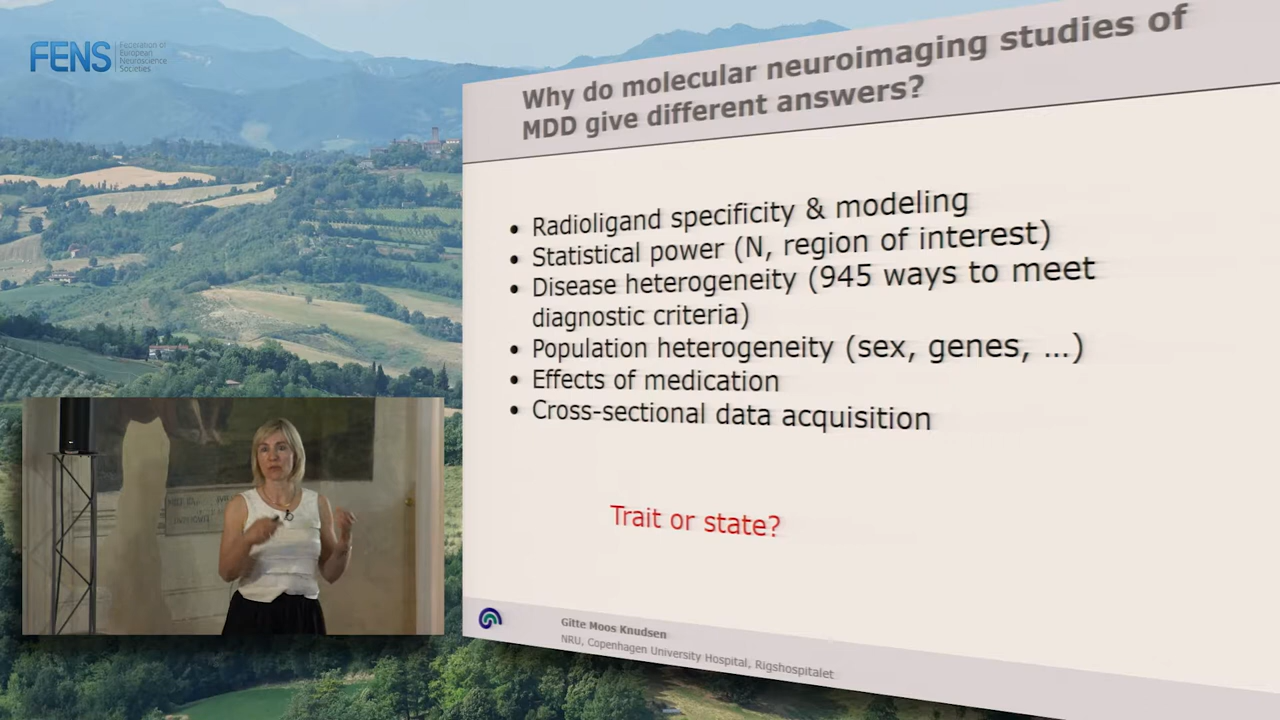 FENS
Federation of
European
Neuroscience
Societies
Why do molecular neuroimaging studies of
MDD give different answers?
• Radioligand specificity & modeling
• Statistical power (N, region of interest)
• Disease heterogeneity (945 ways to meet
diagnostic criteria)
• Population heterogeneity (sex, genes, ...)
• Effects of medication
• Cross-sectional data acquisition
Trait or state?
Gitte Moos Knudsen
NRU, Copenhagen University Hospital, Rigshospitalet